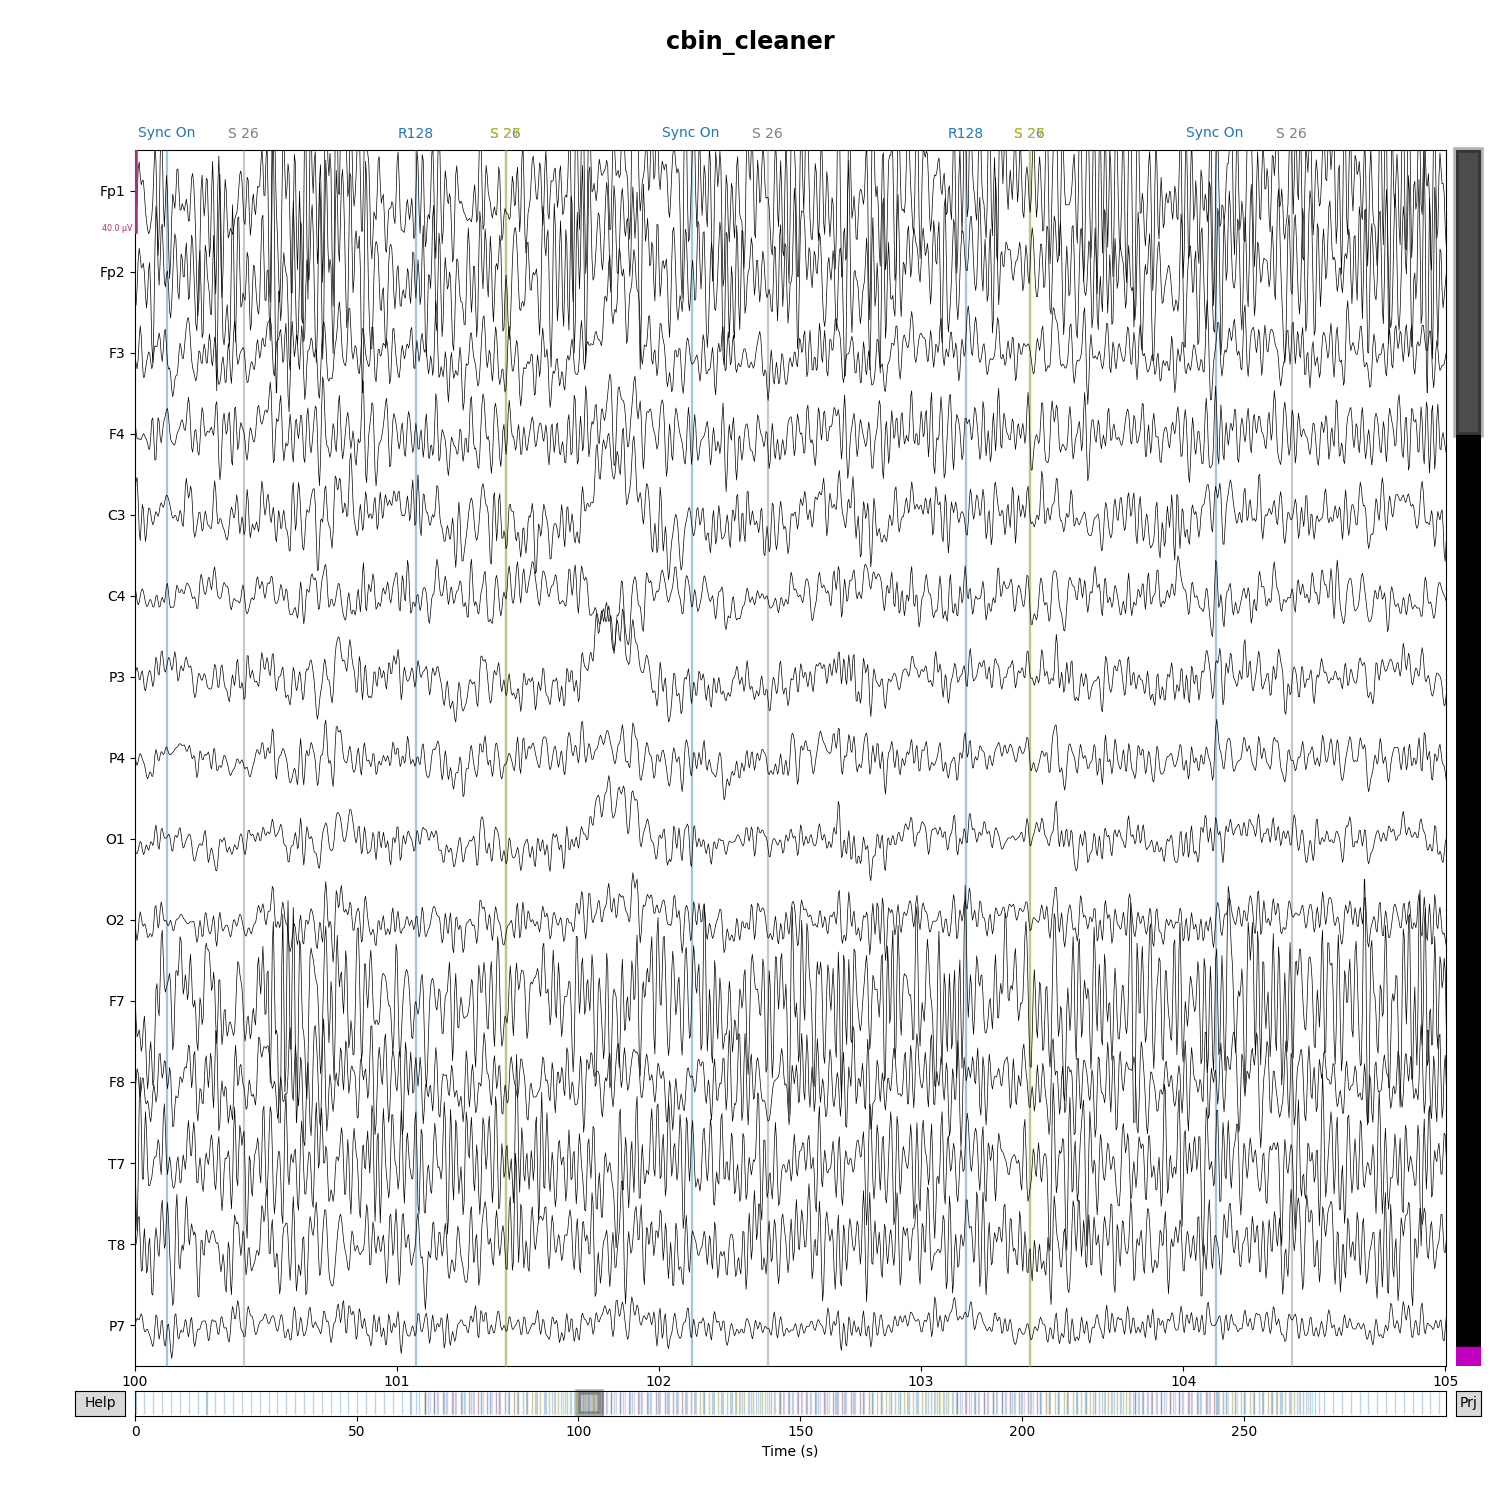 cbin_cleaner
Sync On S 26 R128 S 26 Sync On S 26 R128 S 26 Sync On S 26
Fp1
40.0 µV
Fp2
F3
F4
C3
C4
P3
P4
O1
O2
F7
F8
T7
T8
P7
100 101 102 103 104 105
Help Prj
0 50 100 150 200 250
Time (s)